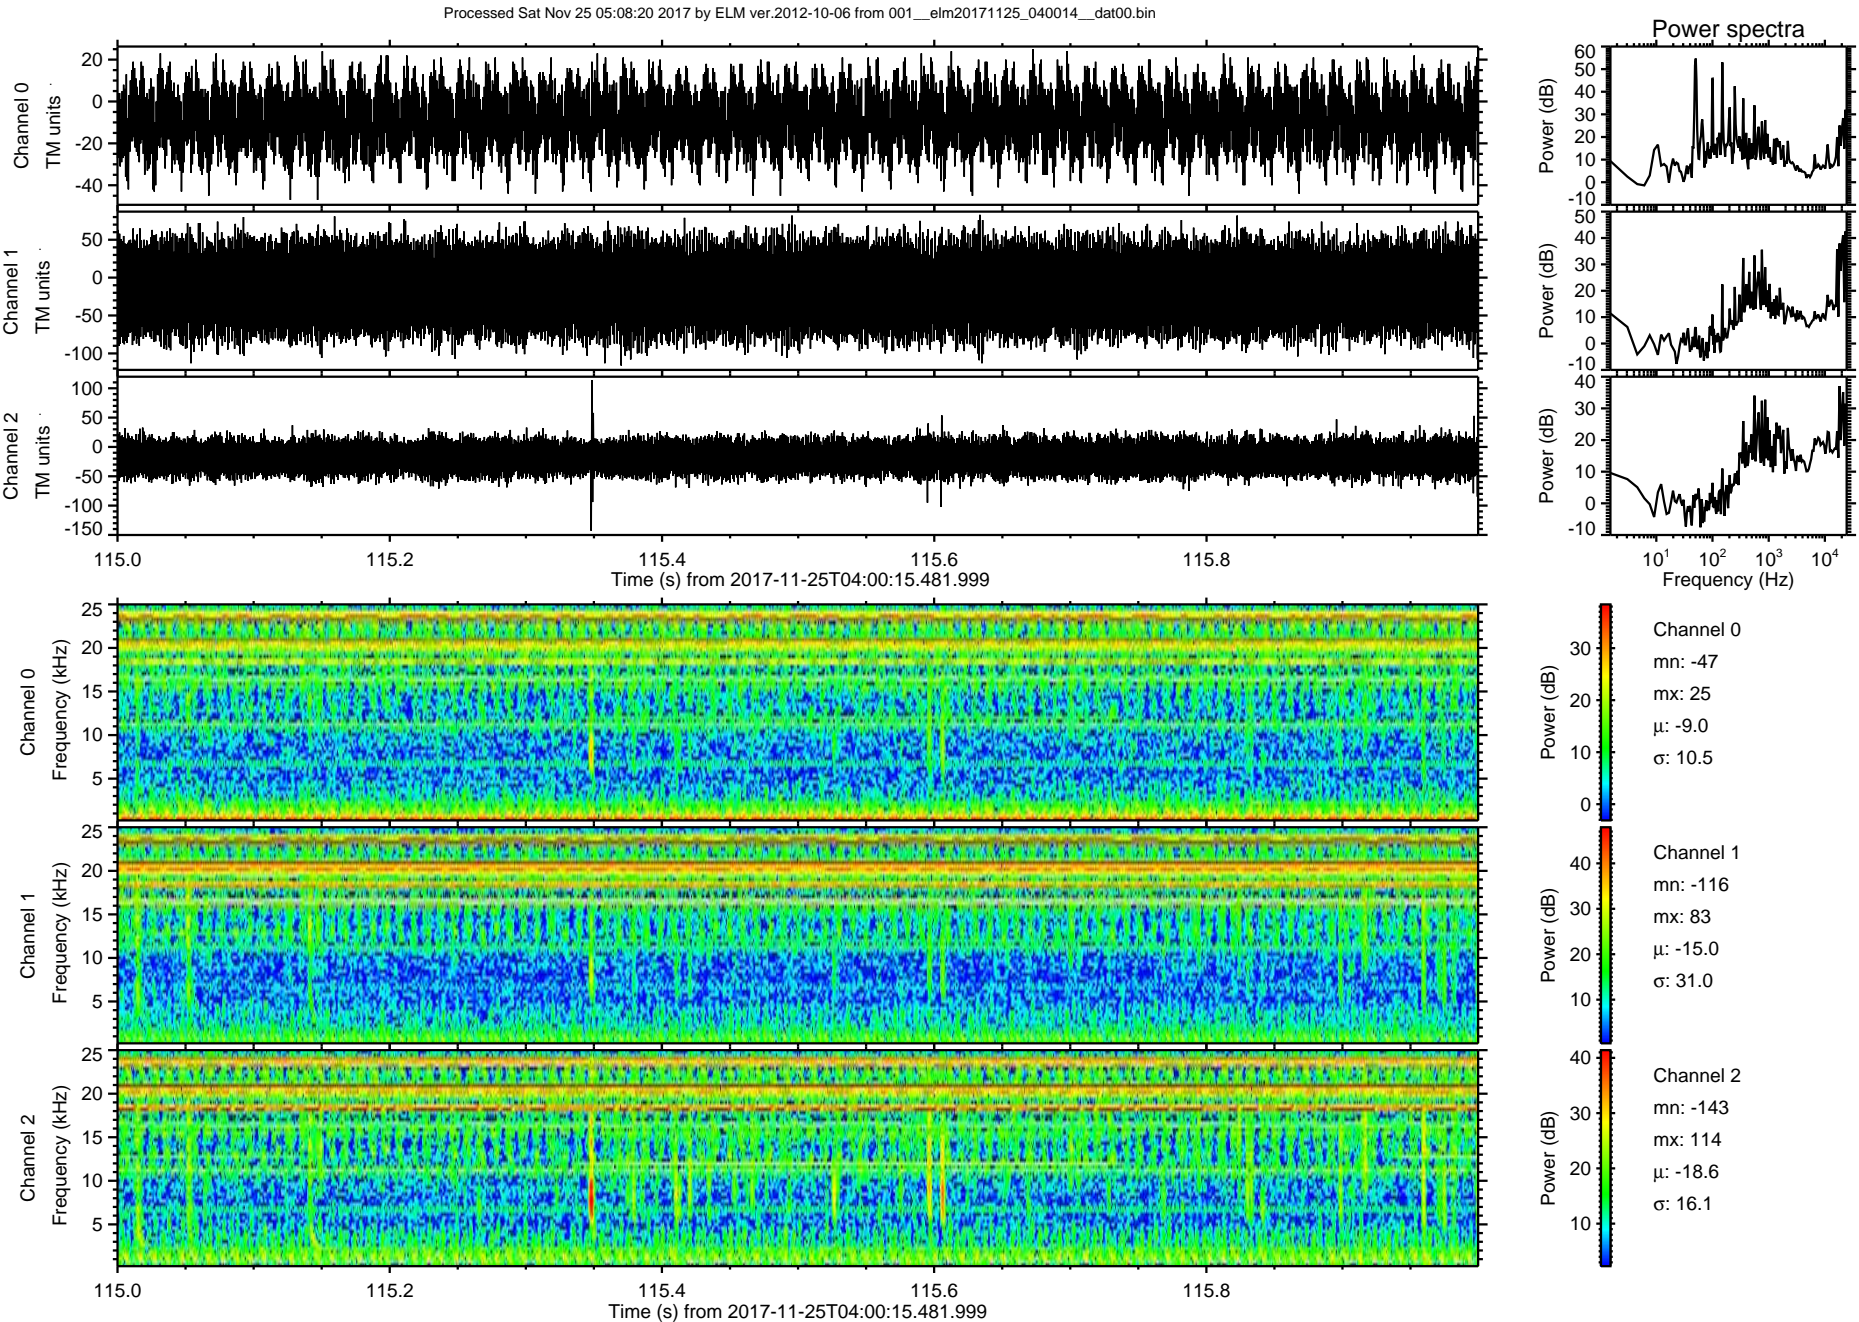 Processed Sat Nov 25 05:08:20 2017 by ELM ver.2012-10-06 from 001__elm20171125_040014__dat00.bin
Power spectra
Channel 0
TM units
20
0
-20
-40
Power (dB)
60
50
40
30
20
10
0
-10
Channel 1
TM units
50
0
-50
-100
Power (dB)
50
40
30
20
10
0
-10
Channel 2
TM units
100
50
0
-50
-100
-150
Power (dB)
40
30
20
10
0
-10
115.0 115.2 115.4 115.6 115.8
Time (s) from 2017-11-25T04:00:15.481.999
10^1 10^2 10^3 10^4
Frequency (Hz)
Channel 0
Frequency (kHz)
25
20
15
10
5
Power (dB)
30
20
10
0
Channel 0
mn: -47
mx: 25
μ: -9.0
σ: 10.5
Channel 1
Frequency (kHz)
25
20
15
10
5
Power (dB)
40
30
20
10
Channel 1
mn: -116
mx: 83
μ: -15.0
σ: 31.0
Channel 2
Frequency (kHz)
25
20
15
10
5
Power (dB)
40
30
20
10
Channel 2
mn: -143
mx: 114
μ: -18.6
σ: 16.1
115.0 115.2 115.4 115.6 115.8
Time (s) from 2017-11-25T04:00:15.481.999